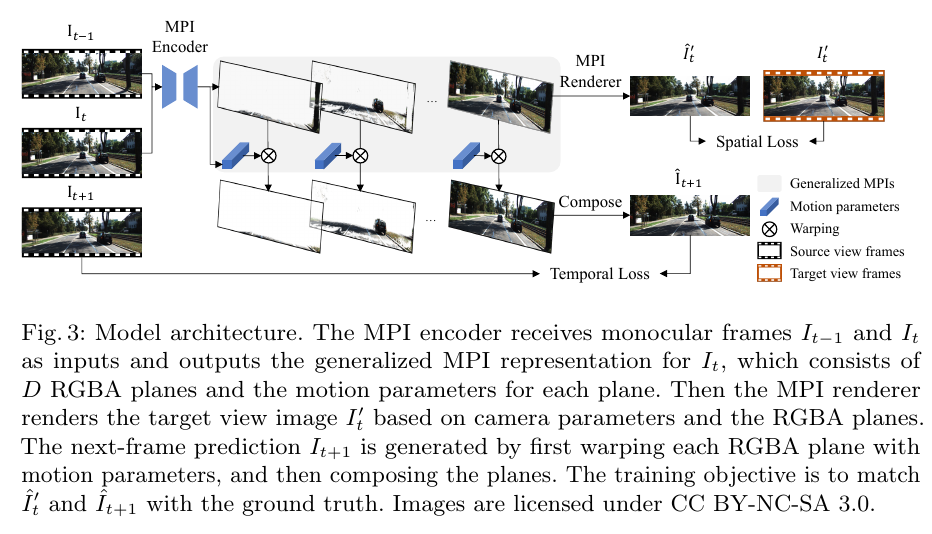 I_{t−1}
MPI
Encoder
I_t
I_{t+1}
...
...
MPI
Renderer
Î′_t
I′_t
Spatial Loss
Compose
Î_{t+1}
Temporal Loss
Generalized MPIs
Motion parameters
Warping
Source view frames
Target view frames
Fig. 3: Model architecture. The MPI encoder receives monocular frames I_{t−1} and I_t
as inputs and outputs the generalized MPI representation for I_t, which consists of
D RGBA planes and the motion parameters for each plane. Then the MPI renderer
renders the target view image I′_t based on camera parameters and the RGBA planes.
The next-frame prediction I_{t+1} is generated by first warping each RGBA plane with
motion parameters, and then composing the planes. The training objective is to match
Î′_t and Î_{t+1} with the ground truth. Images are licensed under CC BY-NC-SA 3.0.